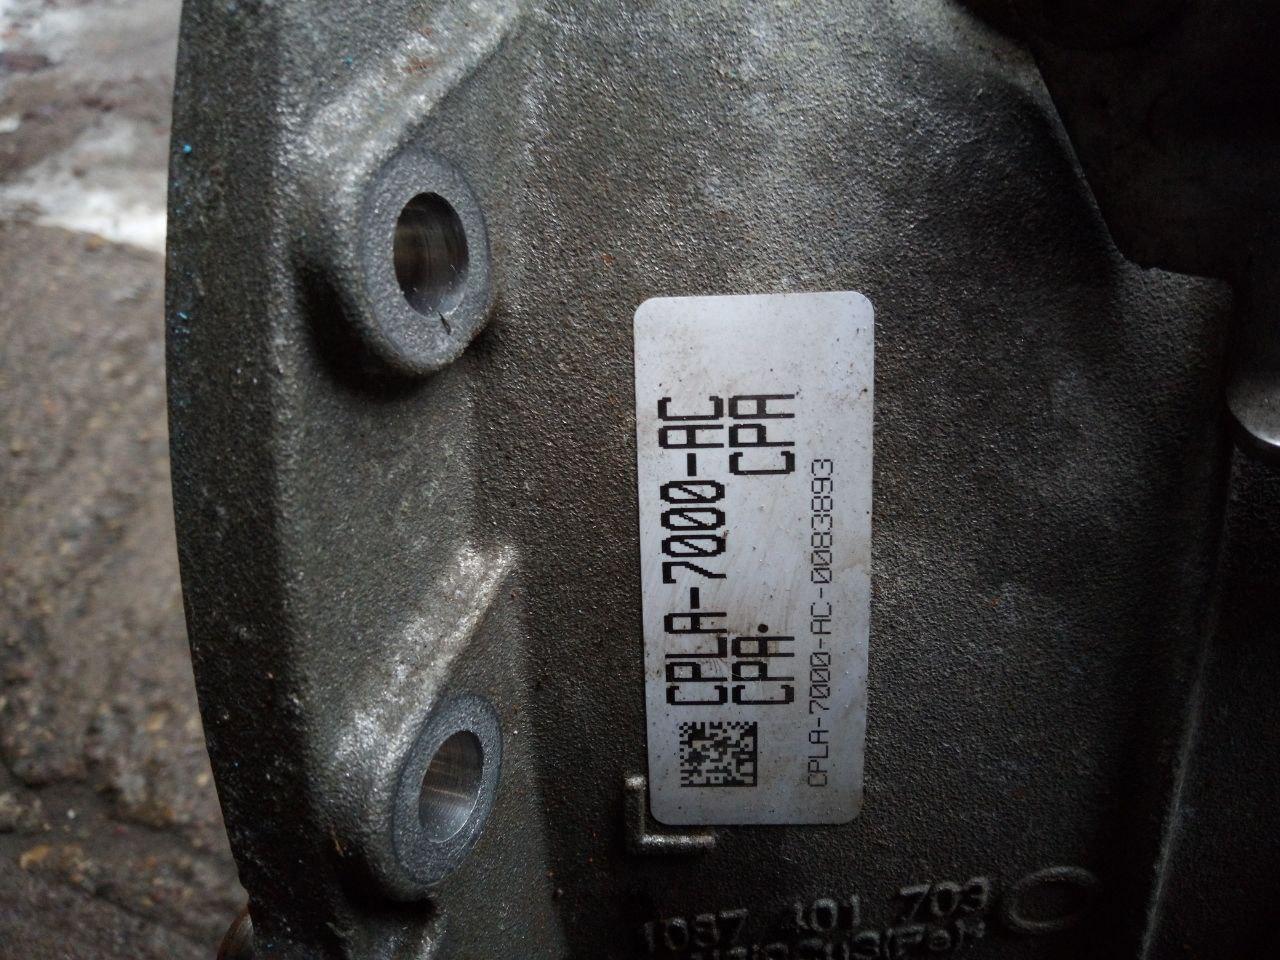 CPLA-7000-AC
CPA. CPA
CPLA-7000-AC-0083893
1087 401 703